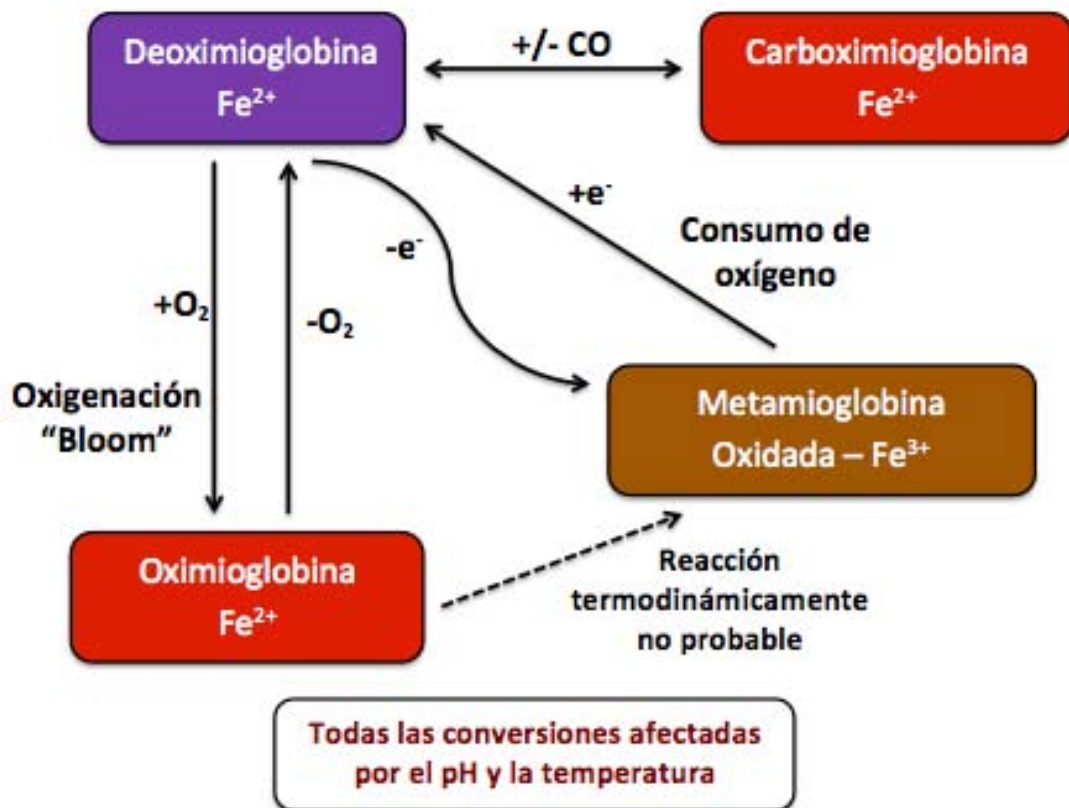 Deoximioglobina
Fe²⁺
+/- CO
Carboximioglobina
Fe²⁺
+e⁻
Consumo de
oxígeno
-e⁻
+O₂
-O₂
Oxigenación
“Bloom”
Metamioglobina
Oxidada – Fe³⁺
Oximioglobina
Fe²⁺
Reacción
termodinámicamente
no probable
Todas las conversiones afectadas
por el pH y la temperatura